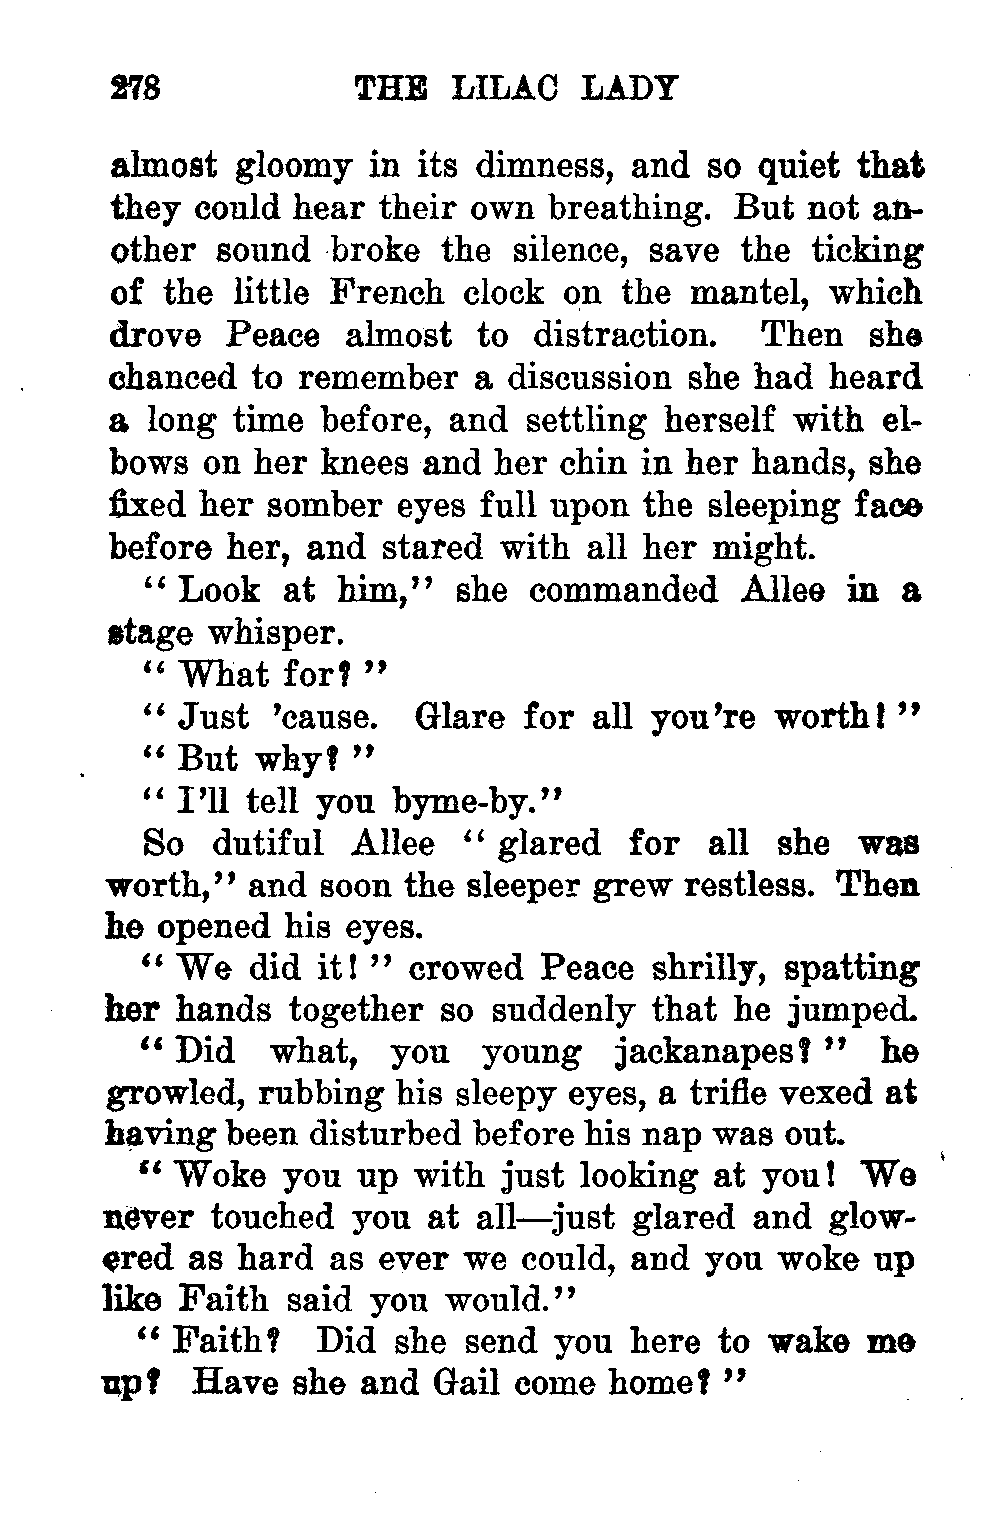 278 THE LILAC LADY
almost gloomy in its dimness, and so quiet that
they could hear their own breathing. But not an-
other sound broke the silence, save the ticking
of the little French clock on the mantel, which
drove Peace almost to distraction. Then she
chanced to remember a discussion she had heard
a long time before, and settling herself with el-
bows on her knees and her chin in her hands, she
fixed her somber eyes full upon the sleeping face
before her, and stared with all her might.
“ Look at him,” she commanded Allee in a
stage whisper.
“ What for? ”
“ Just ’cause. Glare for all you’re worth! ”
“ But why? ”
“ I’ll tell you byme-by.”
So dutiful Allee “ glared for all she was
worth,” and soon the sleeper grew restless. Then
he opened his eyes.
“ We did it! ” crowed Peace shrilly, spatting
her hands together so suddenly that he jumped.
“ Did what, you young jackanapes? ” he
growled, rubbing his sleepy eyes, a trifle vexed at
having been disturbed before his nap was out.
“ Woke you up with just looking at you! We
never touched you at all—just glared and glow-
ered as hard as ever we could, and you woke up
like Faith said you would.”
“ Faith? Did she send you here to wake me
up? Have she and Gail come home? ”